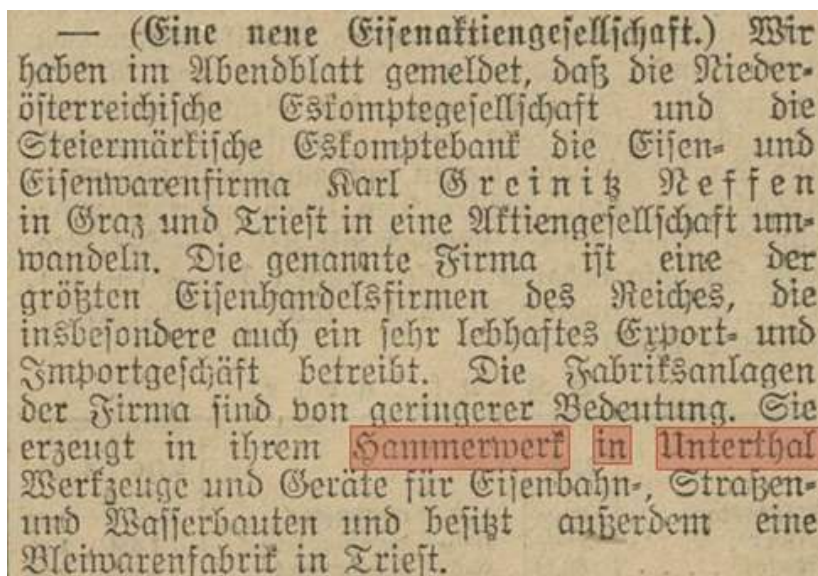 — (Eine neue Eisenaktiengesellschaft.) Wir
haben im Abendblatt gemeldet, daß die Nieder-
österreichische Eskomptegesellschaft und die
Steiermärkische Eskomptebank die Eisen- und
Eisenwarenfirma Karl Greinitz Neffen
in Graz und Triest in eine Aktiengesellschaft um-
wandeln. Die genannte Firma ist eine der
größten Eisenhandelsfirmen des Reiches, die
insbesondere auch ein sehr lebhaftes Export- und
Importgeschäft betreibt. Die Fabriksanlagen
der Firma sind von geringerer Bedeutung. Sie
erzeugt in ihrem Hammerwerk in Unterthal
Werkzeuge und Geräte für Eisenbahn-, Straßen-
und Wasserbauten und besitzt außerdem eine
Bleiwarenfabrik in Triest.